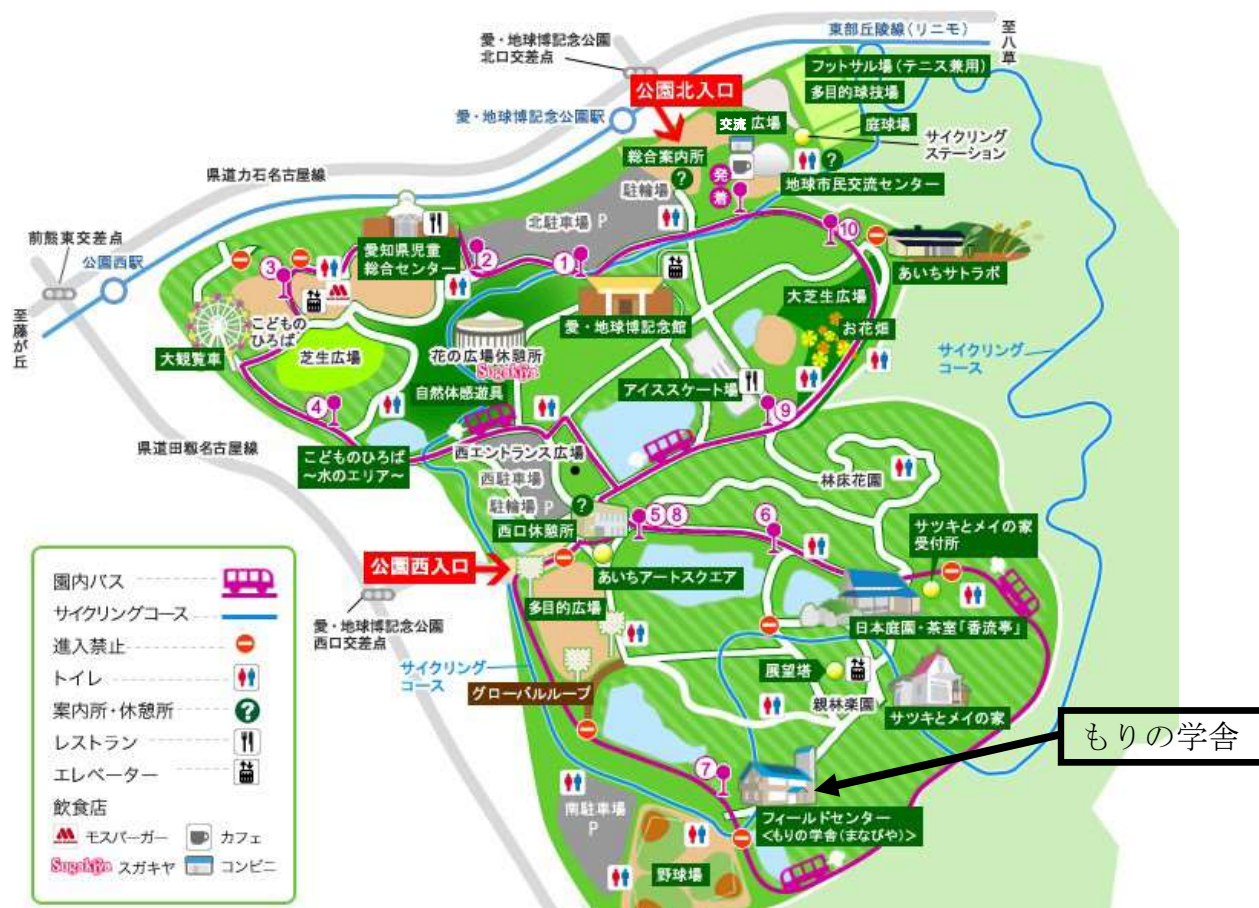 東部丘陵線(リニモ)
至八草
愛・地球博記念公園
北口交差点
フットサル場(テニス兼用)
多目的球技場
公園北入口
愛・地球博記念公園駅
交流広場
庭球場
サイクリング
ステーション
総合案内所
?
駐輪場
発
着
?
地球市民交流センター
県道力石名古屋線
北駐車場 P
10
あいちサトラボ
前熊東交差点
公園西駅
愛知県児童
総合センター
3
2
1
大芝生広場
愛・地球博記念館
お花畑
至藤が丘
こどもの
ひろば
大観覧車
芝生広場
花の広場休憩所
Sugakiya
自然体感遊具
アイススケート場
サイクリング
コース
4
9
県道田籾名古屋線
こどものひろば
~水のエリア~
西エントランス広場
西駐車場
駐輪場 P
?
林床花園
西口休憩所
5 8
6
サツキとメイの家
受付所
公園西入口
あいちアートスクエア
園内バス
サイクリングコース
進入禁止
トイレ
案内所・休憩所 ?
レストラン
エレベーター
飲食店
モスバーガー
カフェ
Sugakiya スガキヤ
コンビニ
多目的広場
日本庭園・茶室「香流亭」
愛・地球博記念公園
西口交差点
サイクリング
コース
展望塔
グローバルループ
親林楽園
サツキとメイの家
もりの学舎
7
南駐車場
P
フィールドセンター
<もりの学舎(まなびや)>
野球場